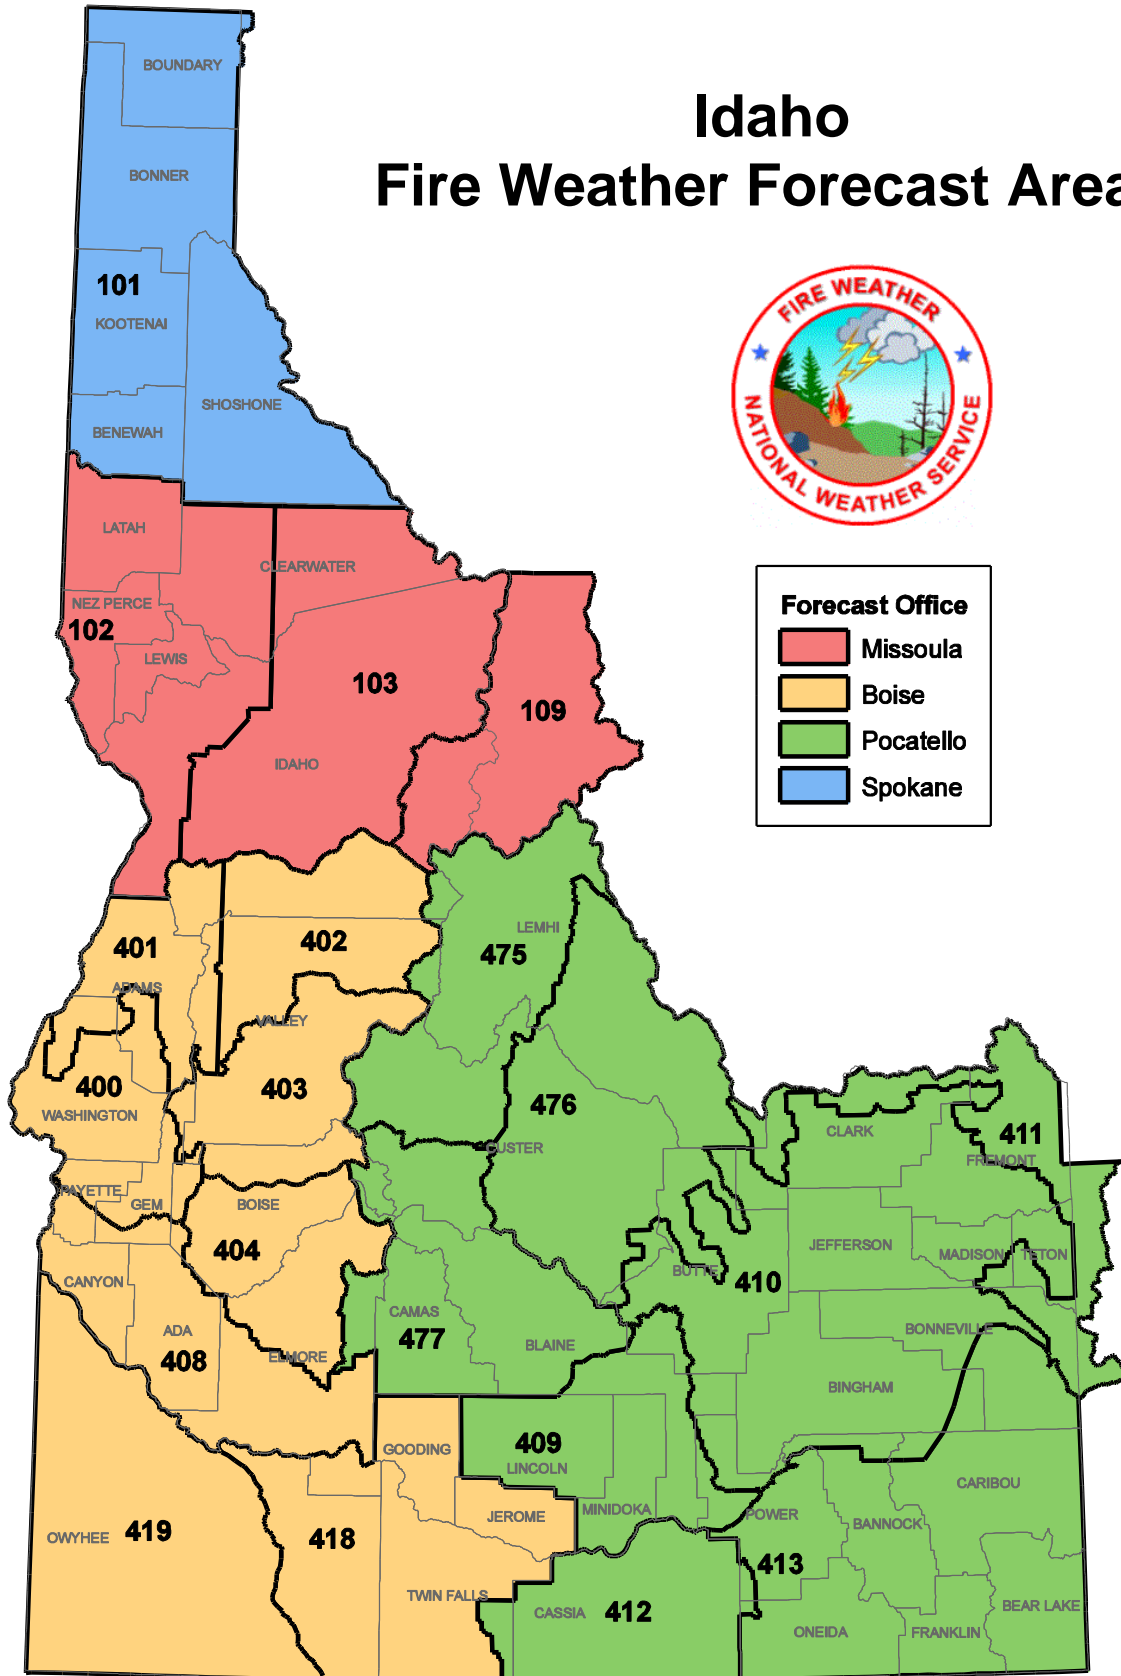 Idaho
Fire Weather Forecast Area
FIRE WEATHER
NATIONAL WEATHER SERVICE
Forecast Office
Missoula
Boise
Pocatello
Spokane
BOUNDARY
BONNER
101
KOOTENAI
SHOSHONE
BENEWAH
LATAH
CLEARWATER
NEZ PERCE
102
LEWIS
103
109
IDAHO
LEMHI
402
401
475
ADAMS
VALLEY
400
403
476
WASHINGTON
CLARK
411
CUSTER
FREMONT
PAYETTE
GEM
BOISE
404
JEFFERSON
MADISON
TETON
BUTTE
410
CANYON
CAMAS
ADA
477
BLAINE
BONNEVILLE
408
ELMORE
BINGHAM
409
GOODING
LINCOLN
CARIBOU
MINIDOKA
JEROME
POWER
BANNOCK
OWYHEE
419
418
413
TWIN FALLS
CASSIA
412
BEAR LAKE
ONEIDA
FRANKLIN